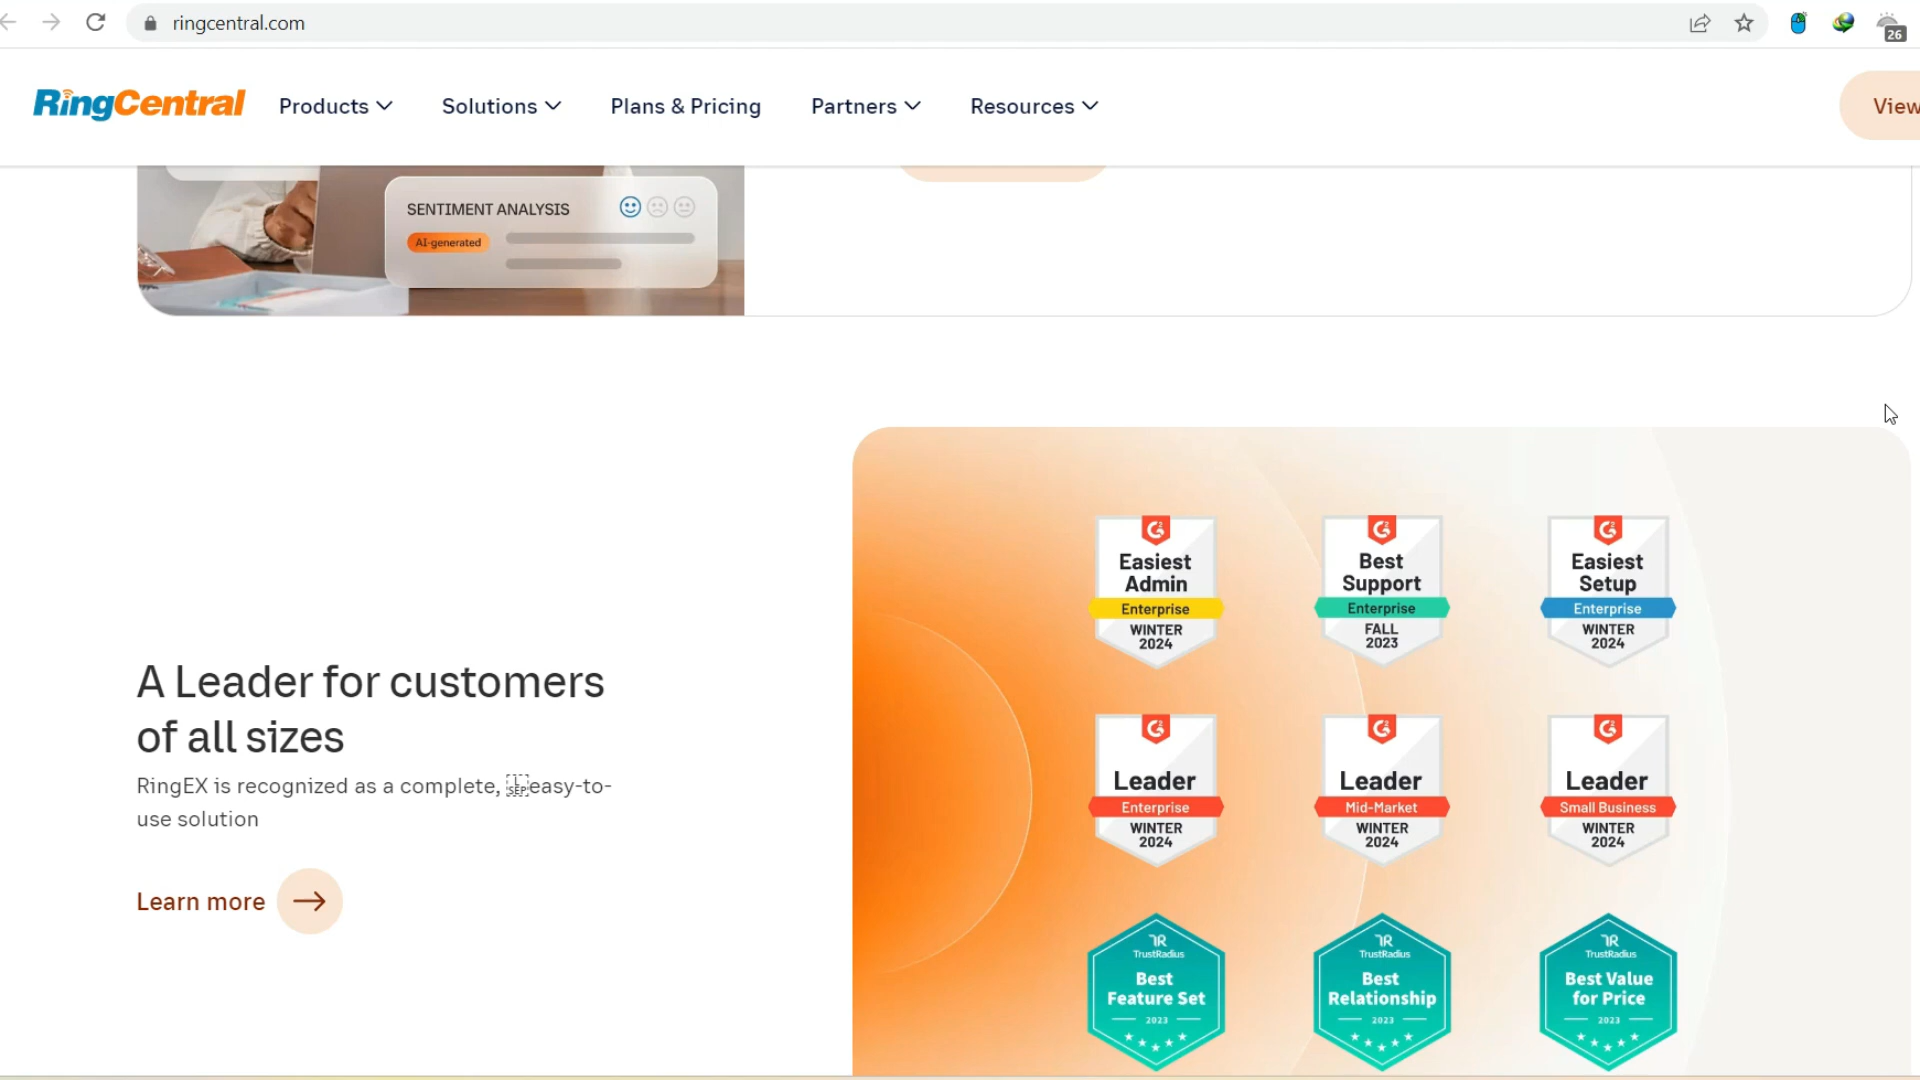 ringcentral.com
26
RingCentral
Products
Solutions
Plans & Pricing
Partners
Resources
View
SENTIMENT ANALYSIS
AI-generated
A Leader for customers
of all sizes
RingEX is recognized as a complete, easy-to-
use solution
Learn more
Easiest
Admin
Enterprise
WINTER
2024
Best
Support
Enterprise
FALL
2023
Easiest
Setup
Enterprise
WINTER
2024
Leader
Enterprise
WINTER
2024
Leader
Mid-Market
WINTER
2024
Leader
Small Business
WINTER
2024
TrustRadius
Best
Feature Set
2023
TrustRadius
Best
Relationship
2023
TrustRadius
Best Value
for Price
2023